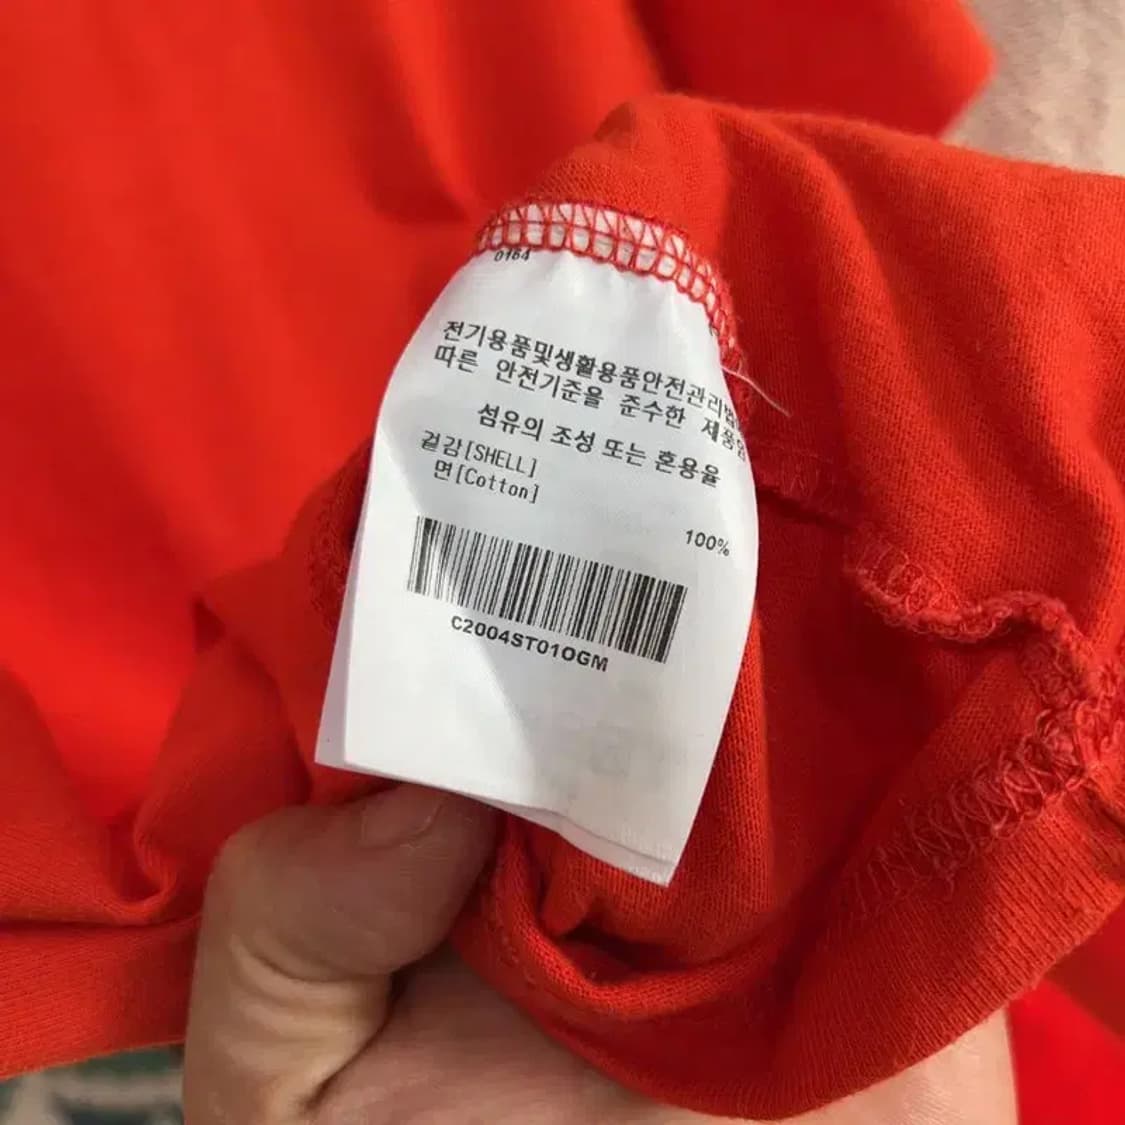 0164
전기용품및생활용품안전관리법
따른 안전기준을 준수한 제품임
섬유의 조성 또는 혼용율
겉감[SHELL]
면[Cotton]
100%
C2004ST01OGM